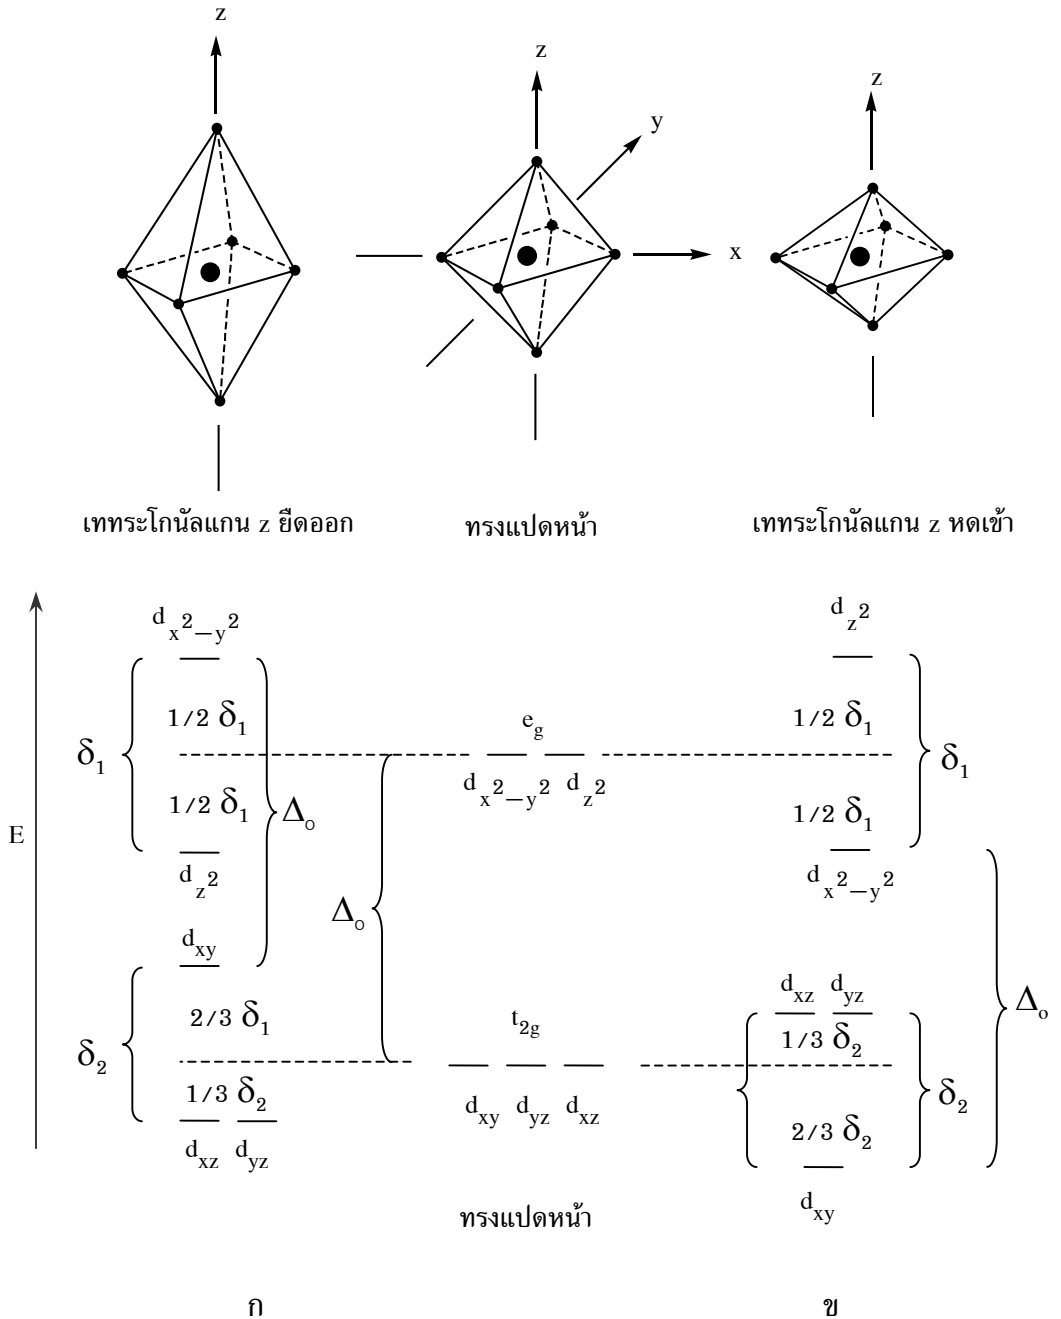 z
z
z
y
x
เททระโกนัลแกน z ยืดออก
ทรงแปดหน้า
เททระโกนัลแกน z หดเข้า
E
d x²−y²
1/2 δ₁
δ₁
1/2 δ₁
Δₒ
d z²
d xy
2/3 δ₁
δ₂
1/3 δ₂
d xz d yz
e g
d x²−y² d z²
Δₒ
t 2g
d xy d yz d xz
ทรงแปดหน้า
d z²
1/2 δ₁
δ₁
1/2 δ₁
d x²−y²
d xz d yz
Δₒ
1/3 δ₂
δ₂
2/3 δ₂
d xy
ก
ข